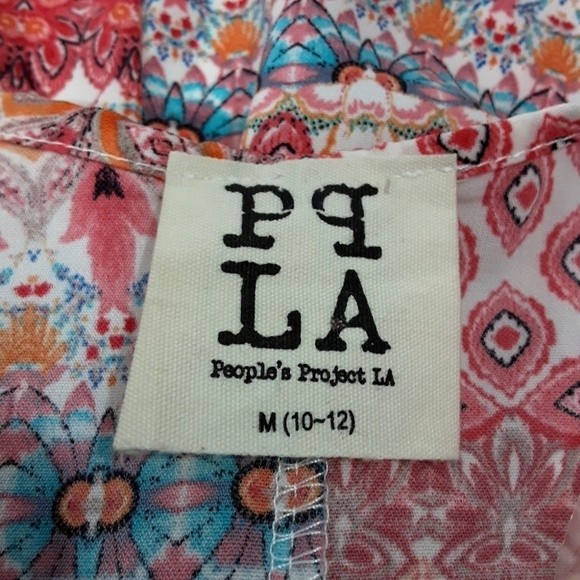 PP
LA
People's Project LA
M (10~12)